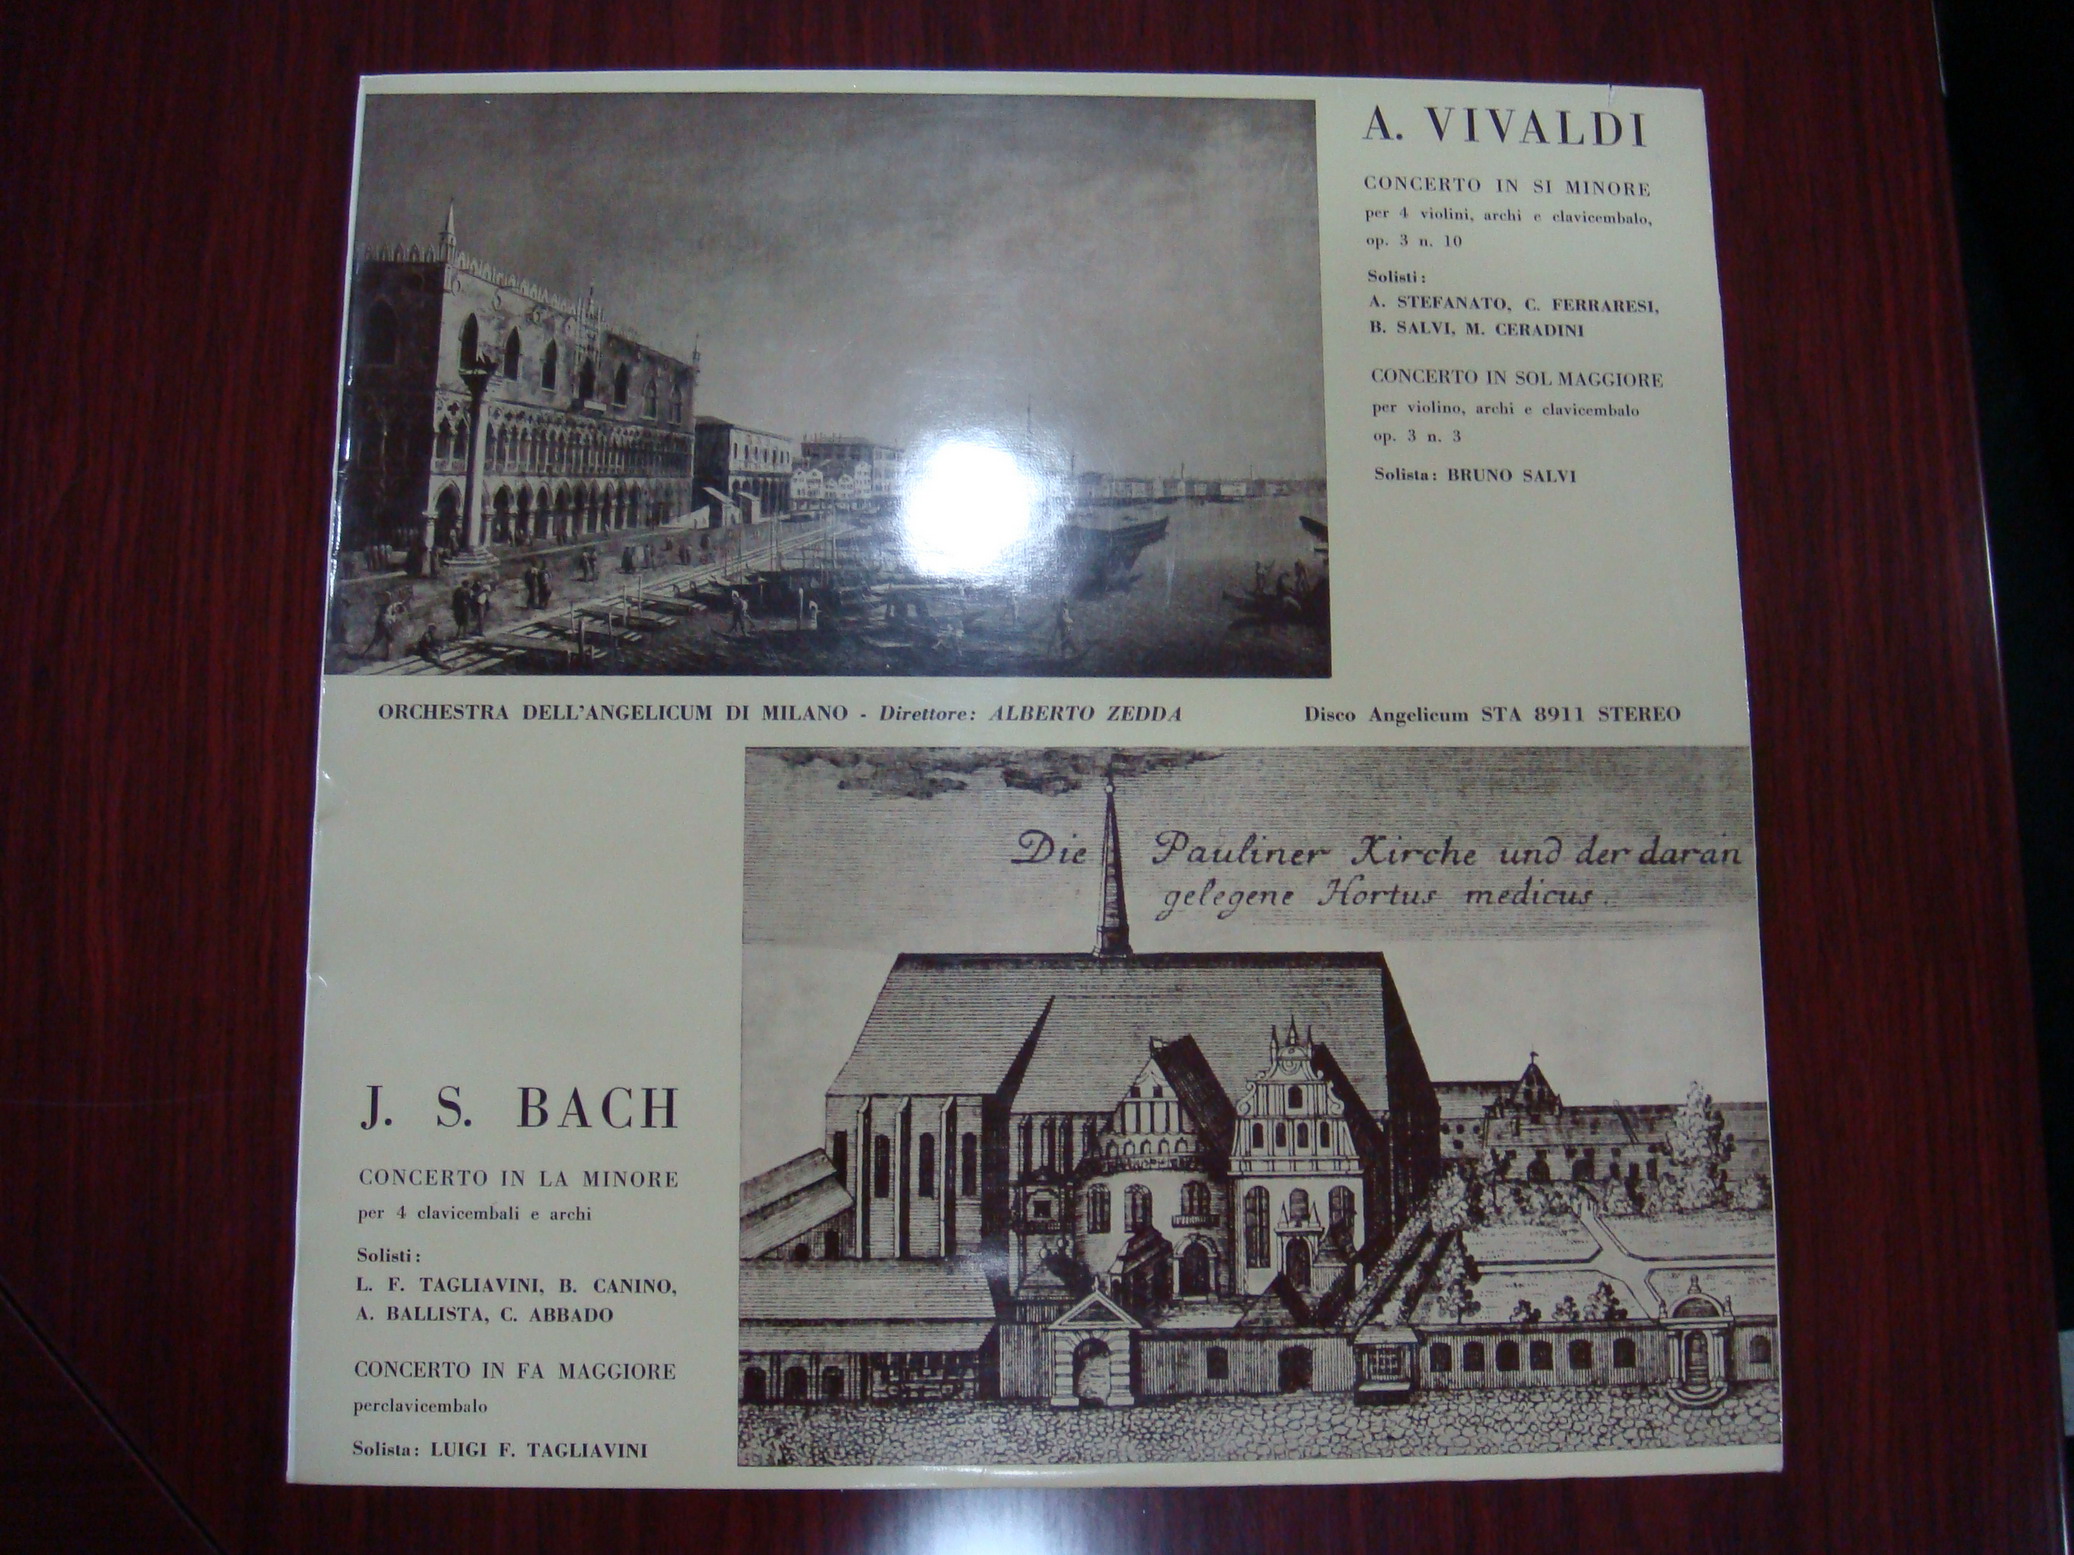 A. VIVALDI
CONCERTO IN SI MINORE
per 4 violini, archi e clavicembalo,
op. 3 n. 10
Solisti:
A. STEFANATO, C. FERRARESI,
B. SALVI, M. CERADINI
CONCERTO IN SOL MAGGIORE
per violino, archi e clavicembalo
op. 3 n. 3
Solista: BRUNO SALVI
ORCHESTRA DELL'ANGELICUM DI MILANO - Direttore: ALBERTO ZEDDA
Disco Angelicum STA 8911 STEREO
Die Pauliner Kirche und der daran
gelegene Hortus medicus.
J. S. BACH
CONCERTO IN LA MINORE
per 4 clavicembali e archi
Solisti:
L. F. TAGLIAVINI, B. CANINO,
A. BALLISTA, C. ABBADO
CONCERTO IN FA MAGGIORE
perclavicembalo
Solista: LUIGI F. TAGLIAVINI